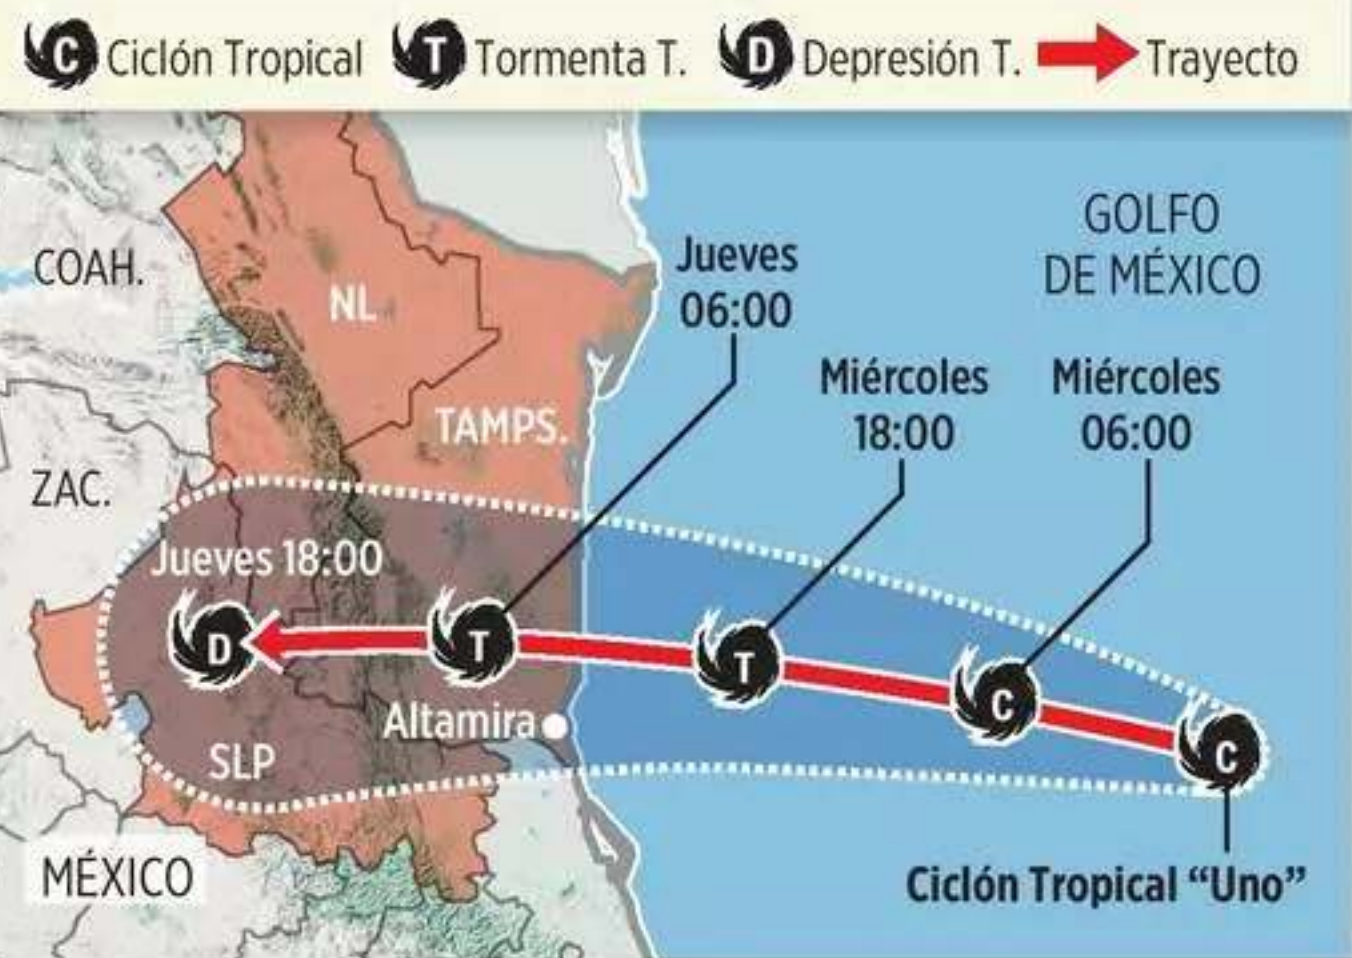 C Ciclón Tropical T Tormenta T. D Depresión T. Trayecto
GOLFO
DE MÉXICO
COAH.
Jueves
06:00
NL
Miércoles
18:00
Miércoles
06:00
TAMPS.
ZAC.
Jueves 18:00
D
T
T
C
C
Altamira
SLP
MÉXICO
Ciclón Tropical “Uno”